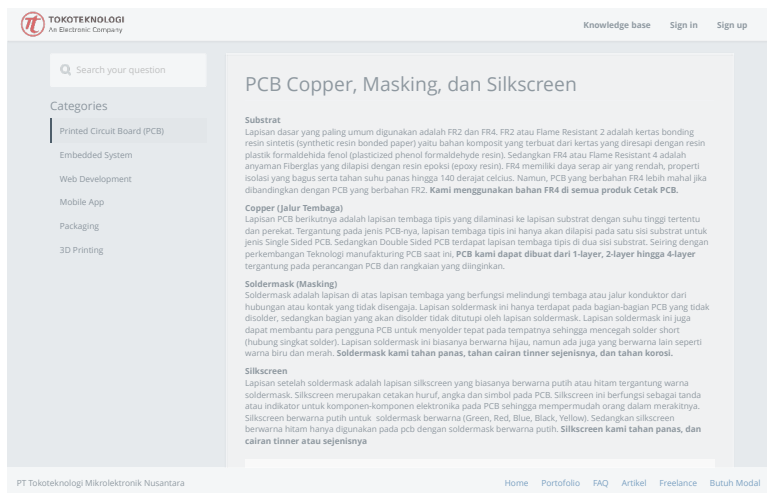 TOKOTEKNOLOGI
An Electronic Company
Knowledge base
Sign in
Sign up
Search your question
Categories
Printed Circuit Board (PCB)
Embedded System
Web Development
Mobile App
Packaging
3D Printing
PCB Copper, Masking, dan Silkscreen
Substrat
Lapisan dasar yang paling umum digunakan adalah FR2 dan FR4. FR2 atau Flame Resistant 2 adalah kertas bonding
resin sintetis (synthetic resin bonded paper) yaitu bahan komposit yang terbuat dari kertas yang diresapi dengan resin
plastik formaldehida fenol (plasticized phenol formaldehyde resin). Sedangkan FR4 atau Flame Resistant 4 adalah
anyaman Fiberglas yang dilapisi dengan resin epoksi (epoxy resin). FR4 memiliki daya serap air yang rendah, properti
isolasi yang bagus serta tahan suhu panas hingga 140 derajat celcius. Namun, PCB yang berbahan FR4 lebih mahal jika
dibandingkan dengan PCB yang berbahan FR2. Kami menggunakan bahan FR4 di semua produk Cetak PCB.
Copper (Jalur Tembaga)
Lapisan PCB berikutnya adalah lapisan tembaga tipis yang dilaminasi ke lapisan substrat dengan suhu tinggi tertentu
dan perekat. Tergantung pada jenis PCB-nya, lapisan tembaga tipis ini hanya akan dilapisi pada satu sisi substrat untuk
jenis Single Sided PCB. Sedangkan Double Sided PCB terdapat lapisan tembaga tipis di dua sisi substrat. Seiring dengan
perkembangan Teknologi manufakturing PCB saat ini, PCB kami dapat dibuat dari 1-layer, 2-layer hingga 4-layer
tergantung pada perancangan PCB dan rangkaian yang diinginkan.
Soldermask (Masking)
Soldermask adalah lapisan di atas lapisan tembaga yang berfungsi melindungi tembaga atau jalur konduktor dari
hubungan atau kontak yang tidak disengaja. Lapisan soldermask ini hanya terdapat pada bagian-bagian PCB yang tidak
disolder, sedangkan bagian yang akan disolder tidak ditutupi oleh lapisan soldermask. Lapisan soldermask ini juga
dapat membantu para pengguna PCB untuk menyolder tepat pada tempatnya sehingga mencegah solder short
(hubung singkat solder). Lapisan soldermask ini biasanya berwarna hijau, namun ada juga yang berwarna lain seperti
warna biru dan merah. Soldermask kami tahan panas, tahan cairan tinner sejenisnya, dan tahan korosi.
Silkscreen
Lapisan setelah soldermask adalah lapisan silkscreen yang biasanya berwarna putih atau hitam tergantung warna
soldermask. Silkscreen merupakan cetakan huruf, angka dan simbol pada PCB. Silkscreen ini berfungsi sebagai tanda
atau indikator untuk komponen-komponen elektronika pada PCB sehingga mempermudah orang dalam merakitnya.
Silkscreen berwarna putih untuk soldermask berwarna (Green, Red, Blue, Black, Yellow). Sedangkan silkscreen
berwarna hitam hanya digunakan pada pcb dengan soldermask berwarna putih. Silkscreen kami tahan panas, dan
cairan tinner atau sejenisnya
PT Tokoteknologi Mikrolektronik Nusantara
Home
Portofolio
FAQ
Artikel
Freelance
Butuh Modal